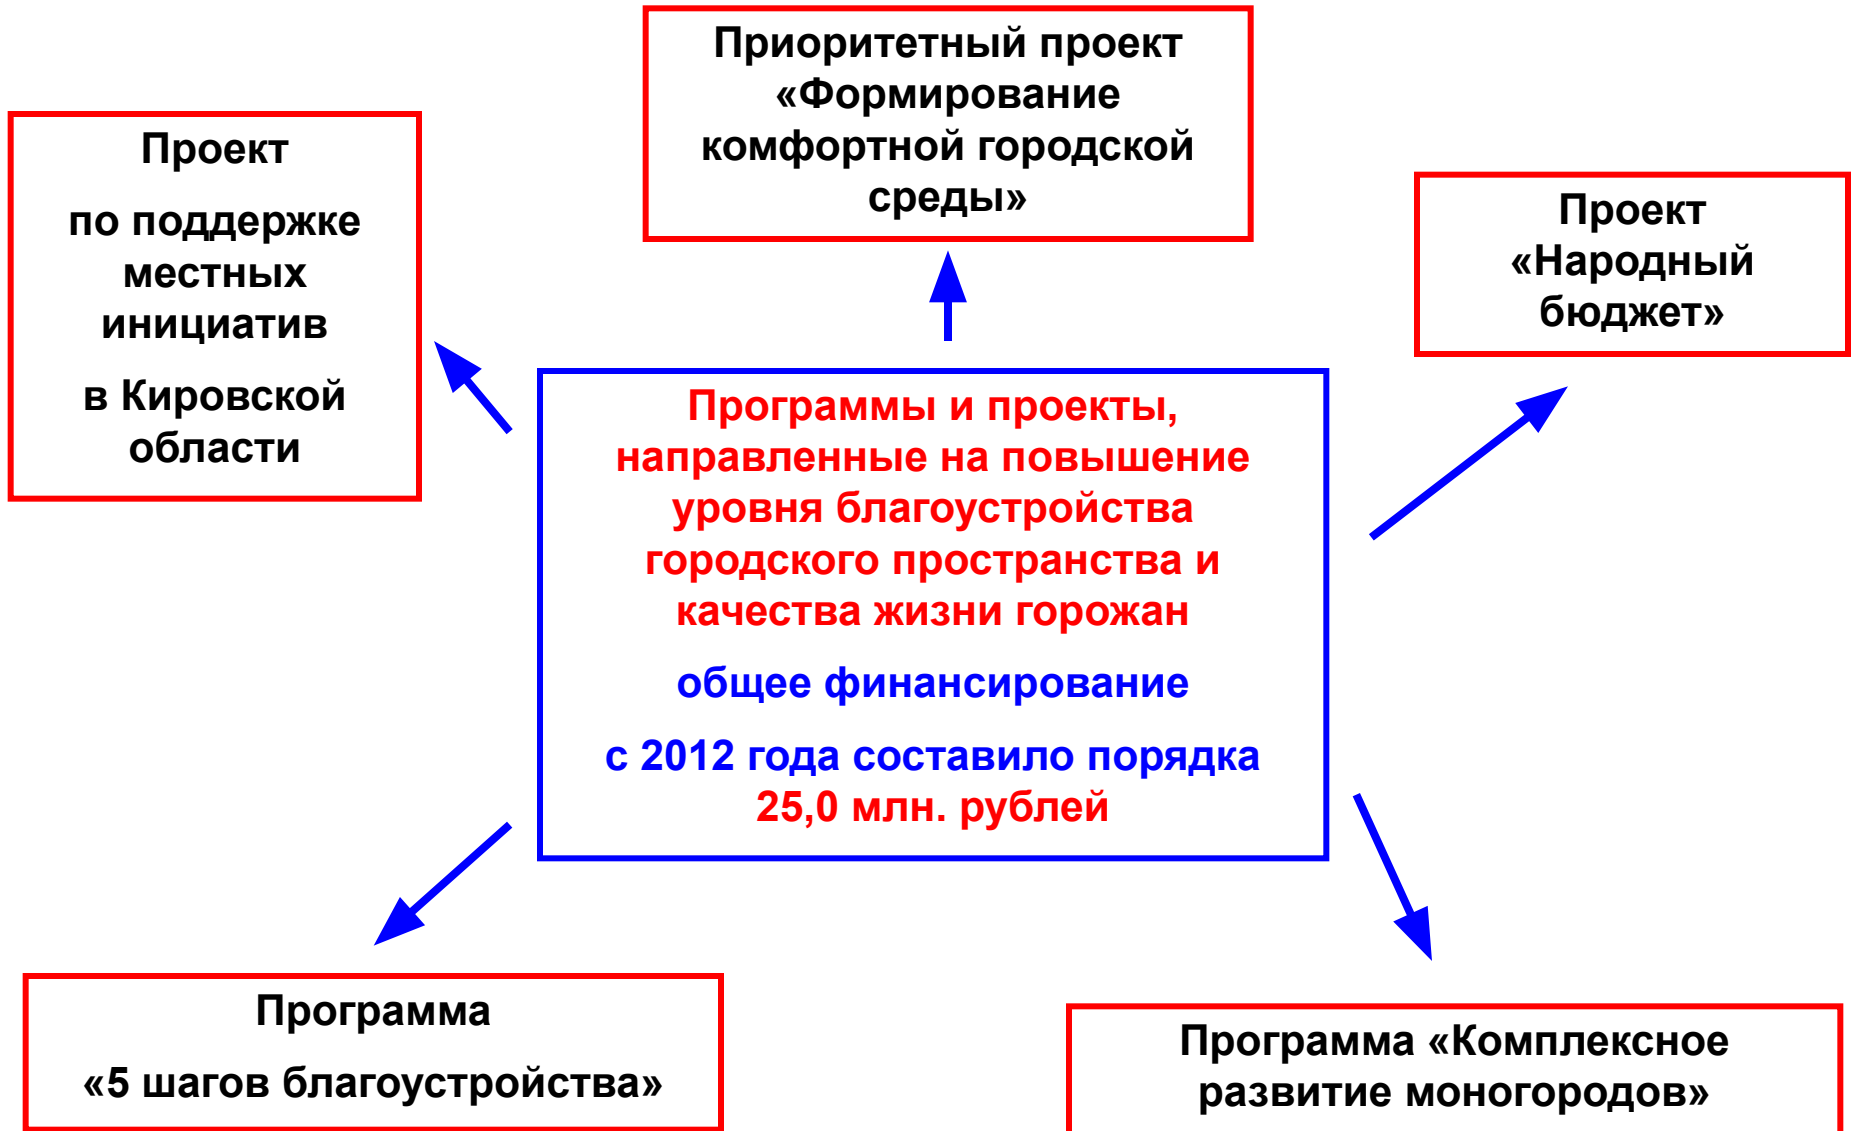 Приоритетный проект
«Формирование
комфортной городской
среды»
Проект
по поддержке
местных
инициатив
в Кировской
области
Проект
«Народный
бюджет»
Программы и проекты,
направленные на повышение
уровня благоустройства
городского пространства и
качества жизни горожан
общее финансирование
с 2012 года составило порядка
25,0 млн. рублей
Программа
«5 шагов благоустройства»
Программа «Комплексное
развитие моногородов»